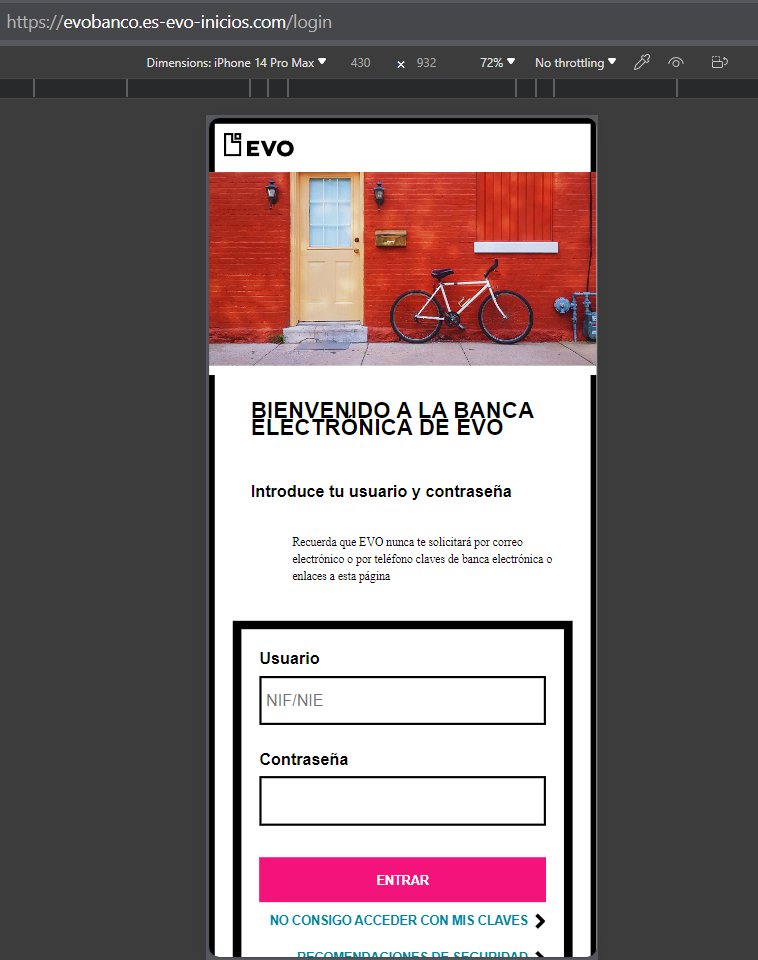 https://evobanco.es-evo-inicios.com/login
Dimensions: iPhone 14 Pro Max 430 × 932 72% No throttling
EVO
BIENVENIDO A LA BANCA
ELECTRÓNICA DE EVO
Introduce tu usuario y contraseña
Recuerda que EVO nunca te solicitará por correo
electrónico o por teléfono claves de banca electrónica o
enlaces a esta página
Usuario
NIF/NIE
Contraseña
ENTRAR
NO CONSIGO ACCEDER CON MIS CLAVES
RECOMENDACIONES DE SEGURIDAD